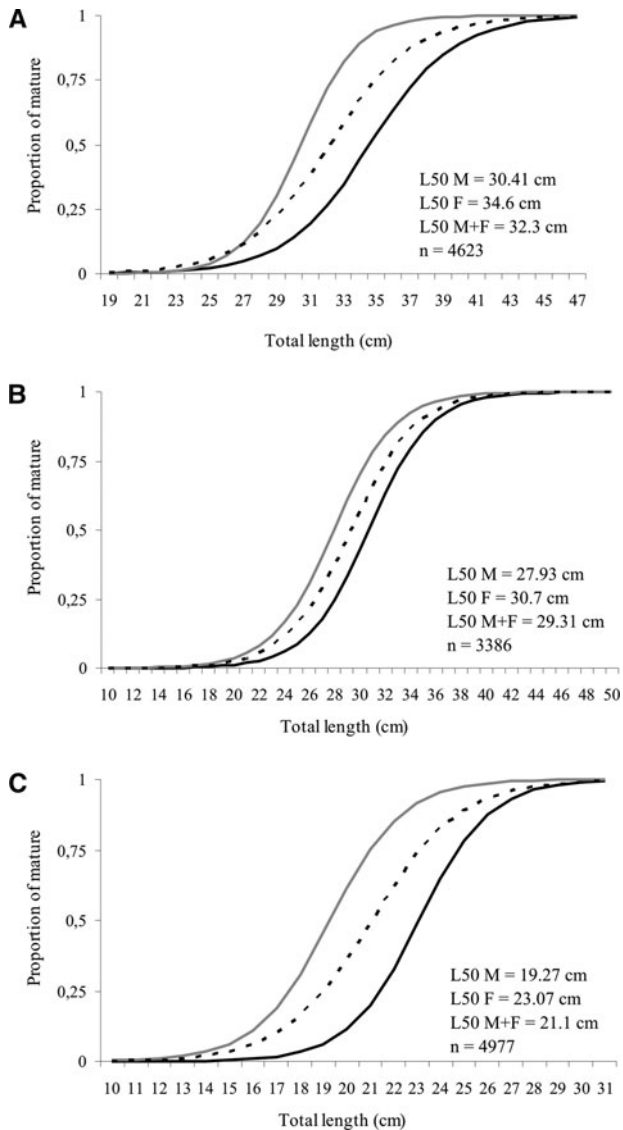 A
Proportion of mature
1
0,75
0,5
0,25
0
L50 M = 30.41 cm
L50 F = 34.6 cm
L50 M+F = 32.3 cm
n = 4623
19 21 23 25 27 29 31 33 35 37 39 41 43 45 47
Total length (cm)
B
Proportion of mature
1
0,75
0,5
0,25
0
L50 M = 27.93 cm
L50 F = 30.7 cm
L50 M+F = 29.31 cm
n = 3386
10 12 14 16 18 20 22 24 26 28 30 32 34 36 38 40 42 44 46 48 50
Total length (cm)
C
Proportion of mature
1
0,75
0,5
0,25
0
L50 M = 19.27 cm
L50 F = 23.07 cm
L50 M+F = 21.1 cm
n = 4977
10 11 12 13 14 15 16 17 18 19 20 21 22 23 24 25 26 27 28 29 30 31
Total length (cm)